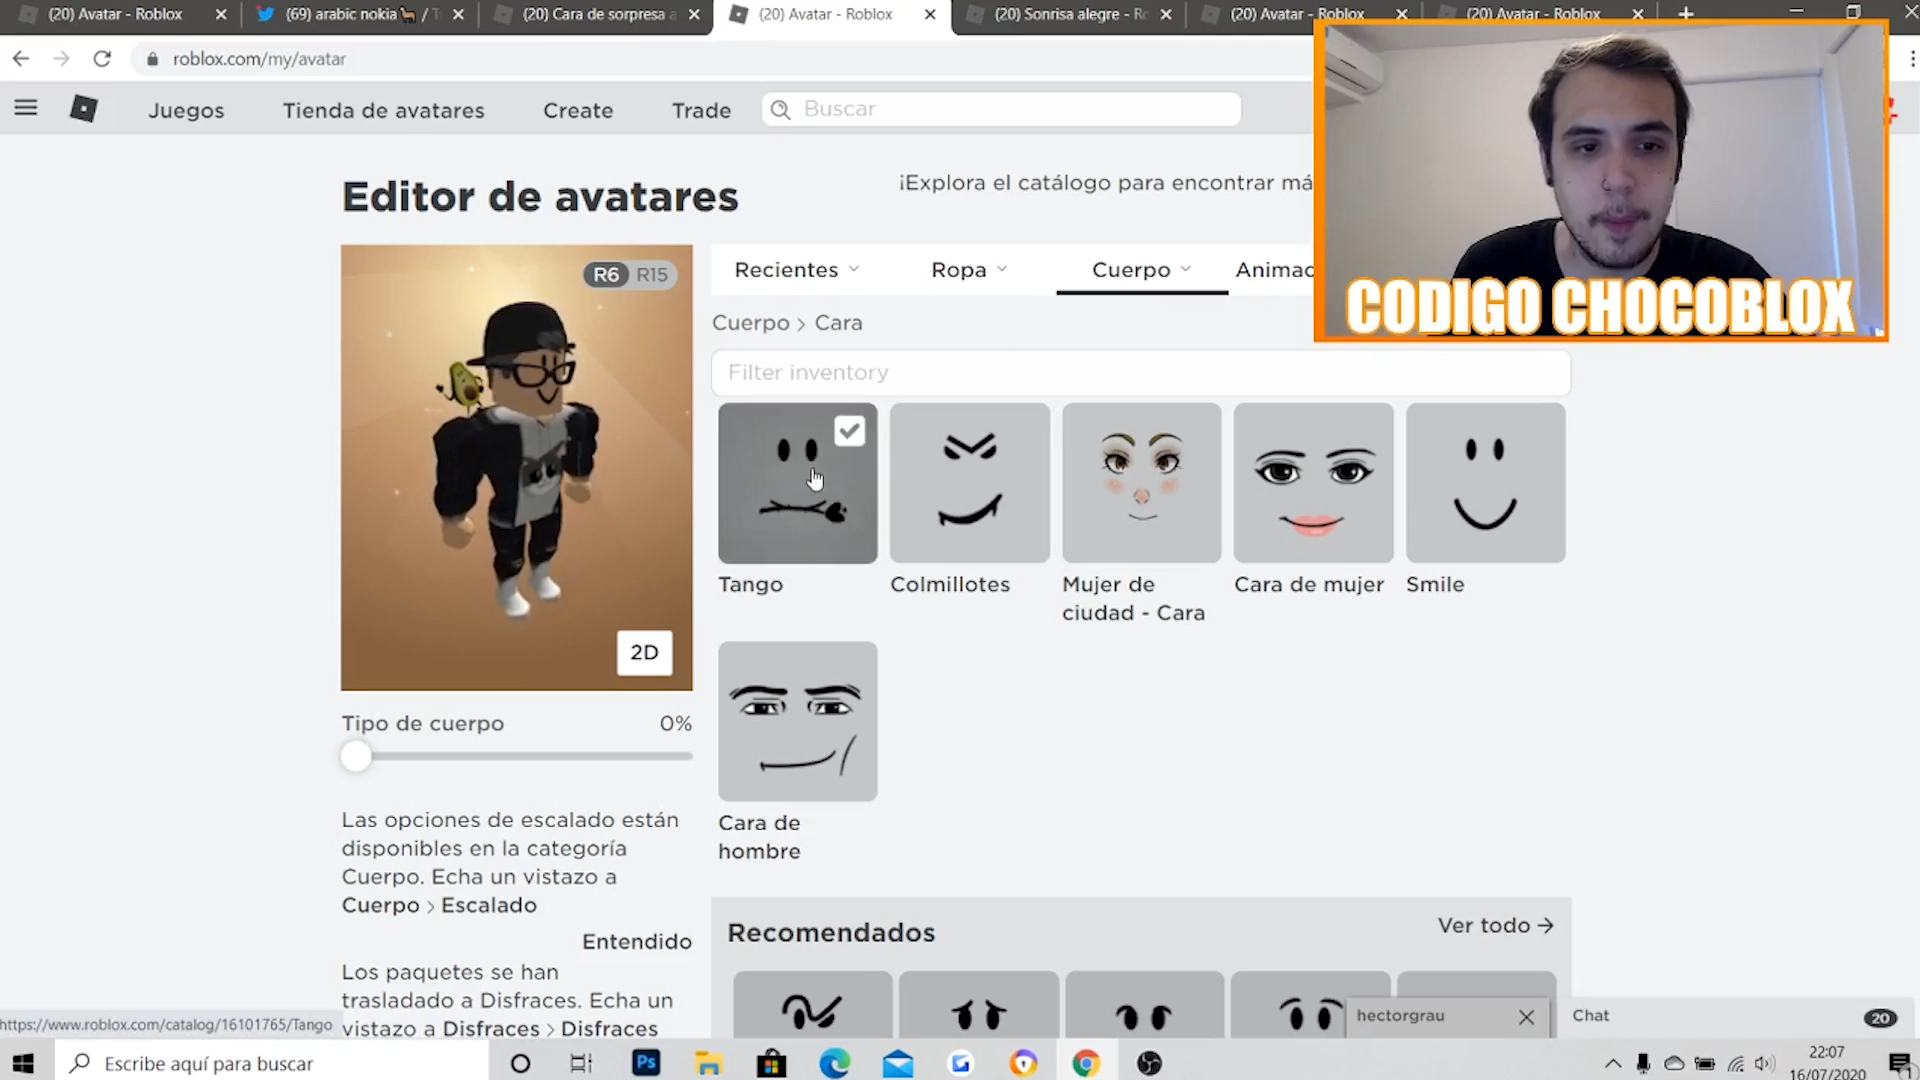 (20) Avatar - Roblox
(69) arabic nokia🐪 / T
(20) Cara de sorpresa a
(20) Avatar - Roblox
(20) Sonrisa alegre - Ro
(20) Avatar - Roblox
(20) Avatar - Roblox
roblox.com/my/avatar
Juegos
Tienda de avatares
Create
Trade
Buscar
Editor de avatares
¡Explora el catálogo para encontrar má
R6 R15
Recientes
Ropa
Cuerpo
Animac
CODIGO CHOCOBLOX
Cuerpo > Cara
Filter inventory
Tango
Colmillotes
Mujer de
ciudad - Cara
Cara de mujer
Smile
2D
Cara de
hombre
Tipo de cuerpo 0%
Las opciones de escalado están
disponibles en la categoría
Cuerpo. Echa un vistazo a
Cuerpo > Escalado
Entendido
Los paquetes se han
trasladado a Disfraces. Echa un
vistazo a Disfraces > Disfraces
Recomendados
Ver todo →
https://www.roblox.com/catalog/16101765/Tango
hectorgrau
Chat
20
Escribe aquí para buscar
Ps
22:07
16/07/2020
1